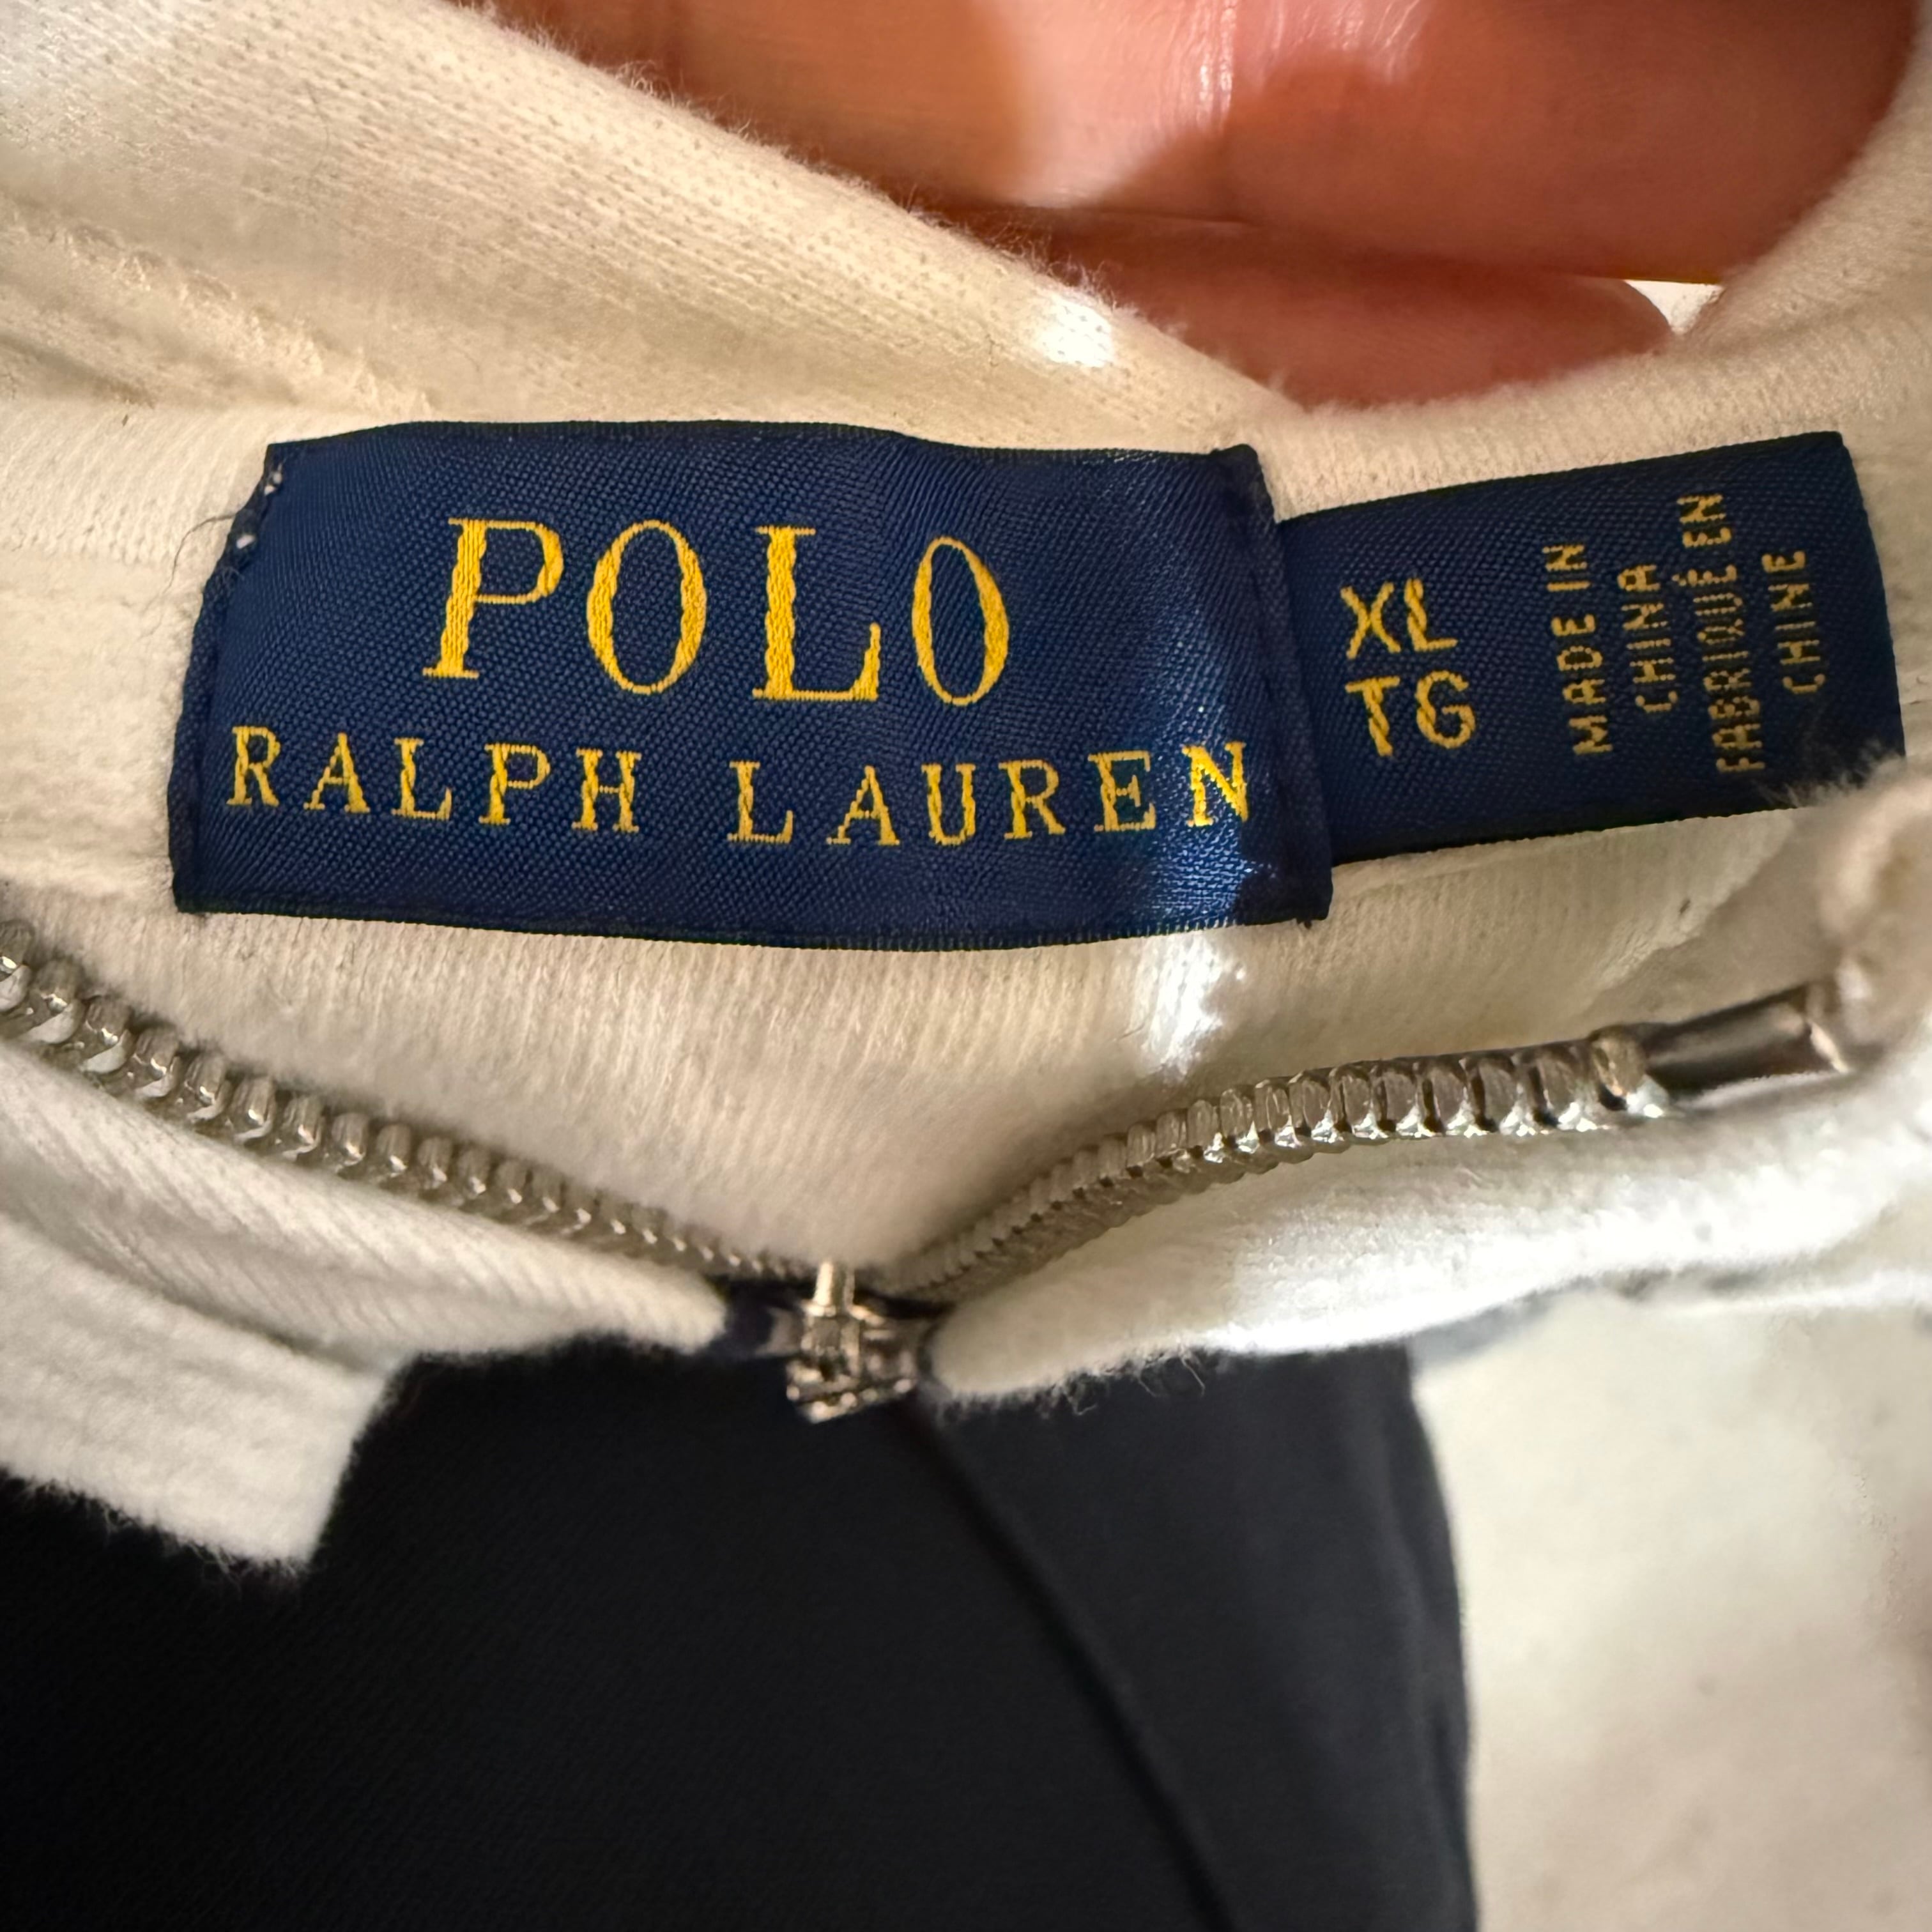 POLO
RALPH LAUREN
XL
TG
MADE IN
CHINA
FABRIQUÉ EN
CHINE